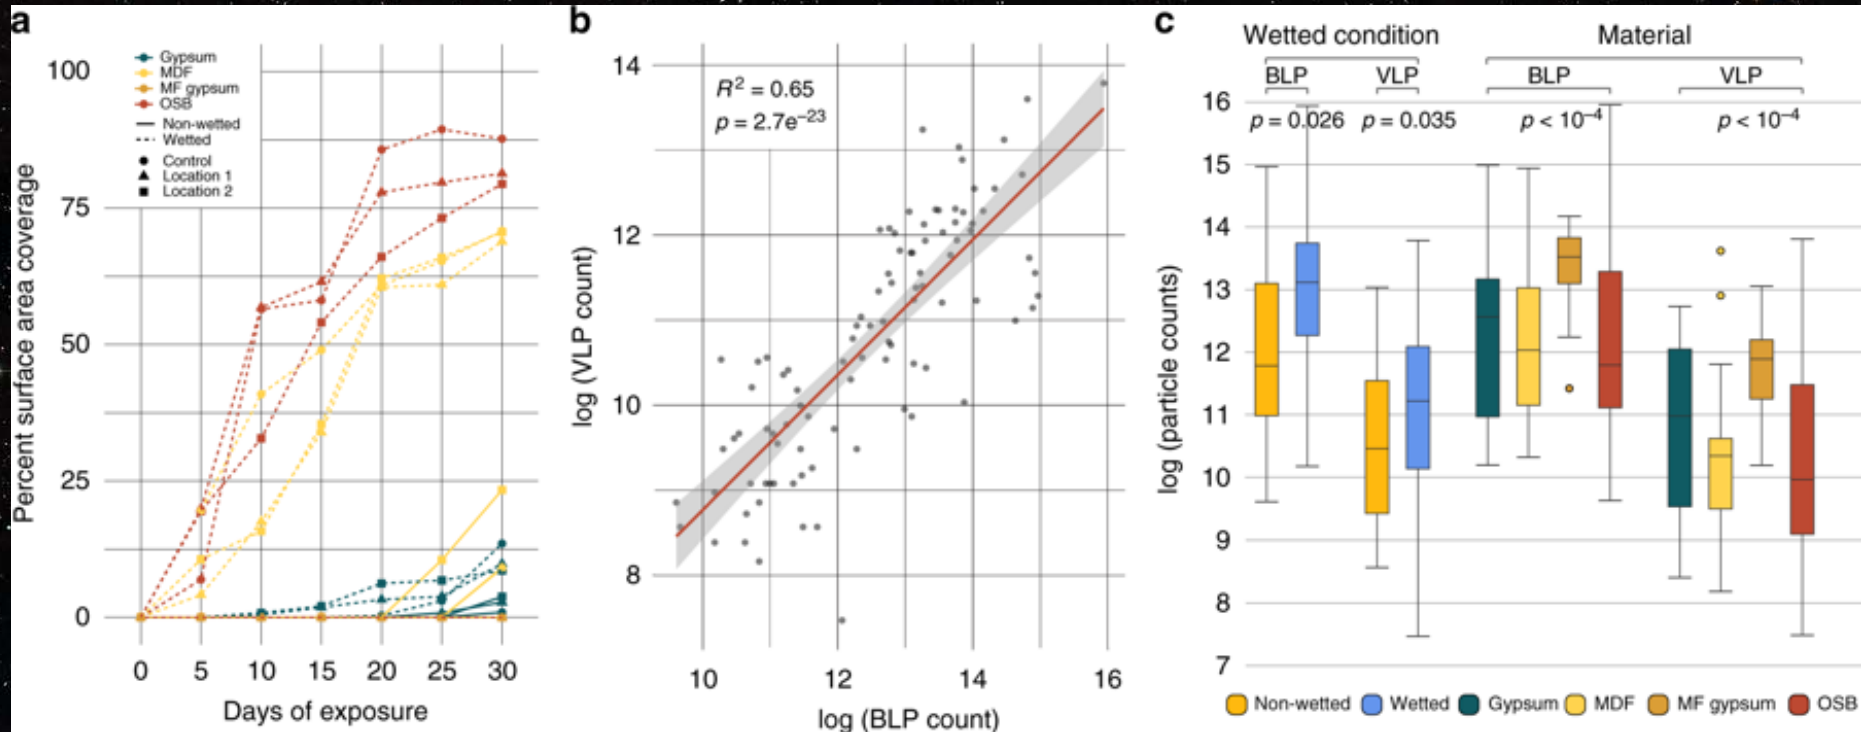 a
Gypsum
MDF
MF gypsum
OSB
Non-wetted
Wetted
Control
Location 1
Location 2
Percent surface area coverage
100
75
50
25
0
0 5 10 15 20 25 30
Days of exposure
b
R² = 0.65
p = 2.7e⁻²³
log (VLP count)
14
12
10
8
10 12 14 16
log (BLP count)
c
Wetted condition Material
BLP VLP BLP VLP
p = 0.026 p = 0.035 p < 10⁻⁴ p < 10⁻⁴
log (particle counts)
16
15
14
13
12
11
10
9
8
7
Non-wetted Wetted Gypsum MDF MF gypsum OSB